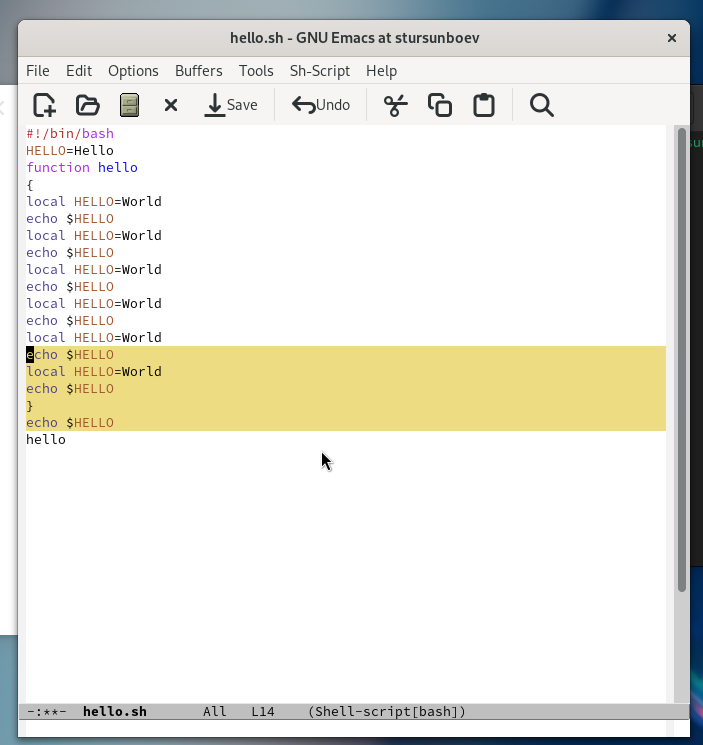 hello.sh - GNU Emacs at stursunboev
File Edit Options Buffers Tools Sh-Script Help
Save Undo
#!/bin/bash
HELLO=Hello
function hello
{
local HELLO=World
echo $HELLO
local HELLO=World
echo $HELLO
local HELLO=World
echo $HELLO
local HELLO=World
echo $HELLO
local HELLO=World
echo $HELLO
local HELLO=World
echo $HELLO
}
echo $HELLO
hello
-:**- hello.sh All L14 (Shell-script[bash])